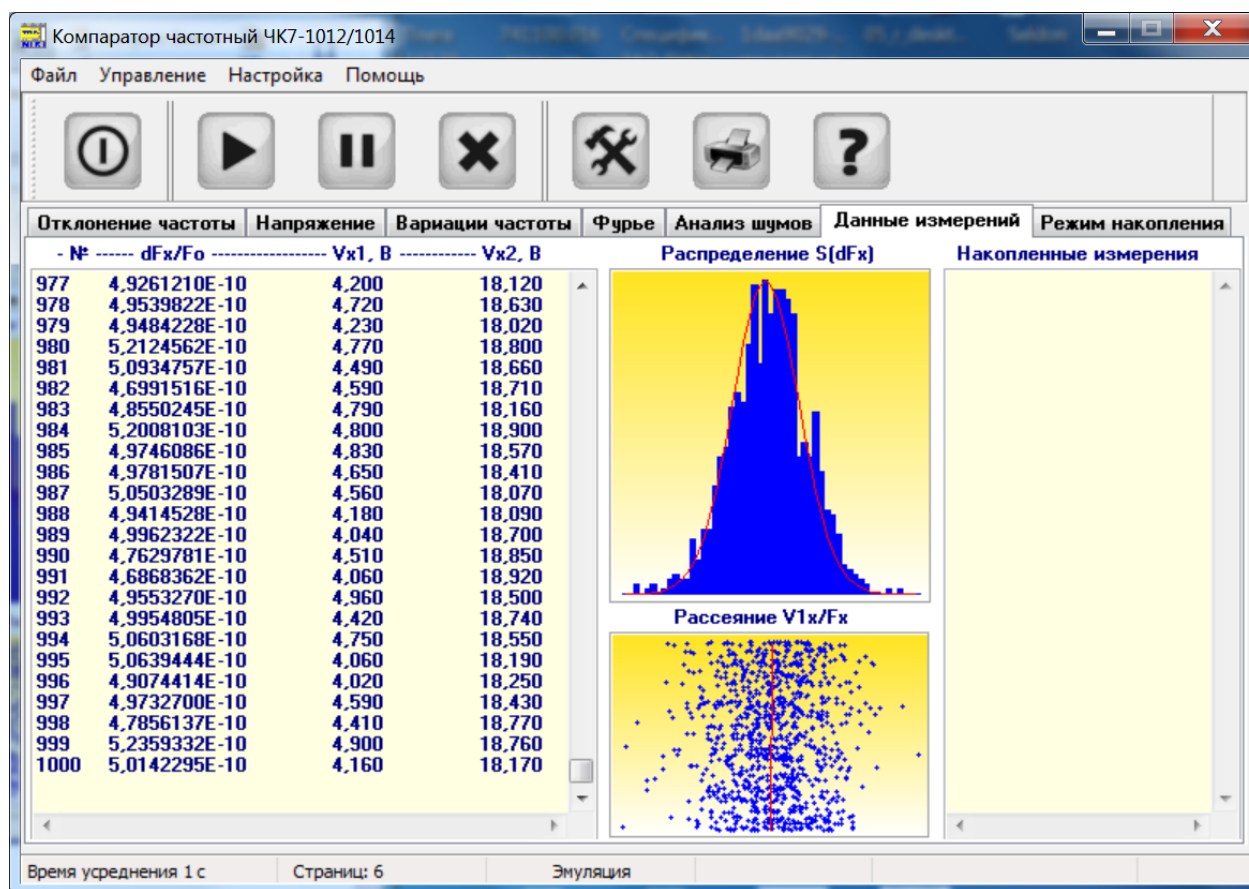 Компаратор частотный ЧК7-1012/1014
Файл Управление Настройка Помощь
Отклонение частоты Напряжение Вариации частоты Фурье Анализ шумов Данные измерений Режим накопления
- № ------ dFx/Fo ------------------ Vx1, В ------------ Vx2, В
Распределение S(dFx)
Накопленные измерения
977 4,9261210E-10 4,200 18,120
978 4,9539822E-10 4,720 18,630
979 4,9484228E-10 4,230 18,020
980 5,2124562E-10 4,770 18,800
981 5,0934757E-10 4,490 18,660
982 4,6991516E-10 4,590 18,710
983 4,8550245E-10 4,790 18,160
984 5,2008103E-10 4,800 18,900
985 4,9746086E-10 4,830 18,570
986 4,9781507E-10 4,650 18,410
987 5,0503289E-10 4,560 18,070
988 4,9414528E-10 4,180 18,090
989 4,9962322E-10 4,040 18,700
990 4,7629781E-10 4,510 18,850
991 4,6868362E-10 4,060 18,920
992 4,9553270E-10 4,960 18,500
993 4,9954805E-10 4,420 18,740
994 5,0603168E-10 4,750 18,550
995 5,0639444E-10 4,060 18,190
996 4,9074414E-10 4,020 18,250
997 4,9732700E-10 4,590 18,430
998 4,7856137E-10 4,410 18,770
999 5,2359332E-10 4,900 18,760
1000 5,0142295E-10 4,160 18,170
Рассеяние V1x/Fx
Время усреднения 1 с Страниц: 6 Эмуляция